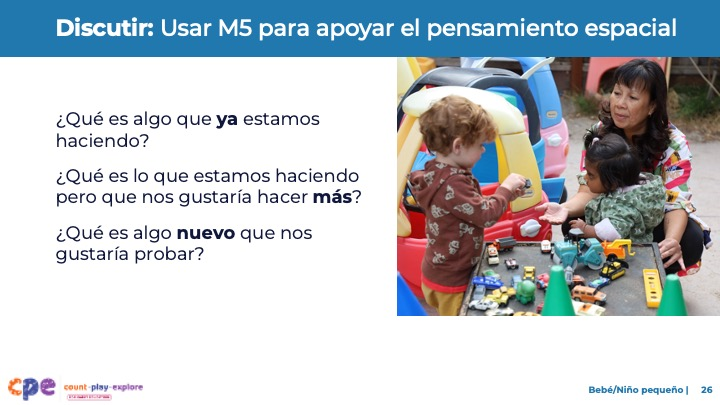 Discutir: Usar M5 para apoyar el pensamiento espacial
¿Qué es algo que ya estamos
haciendo?
¿Qué es lo que estamos haciendo
pero que nos gustaría hacer más?
¿Qué es algo nuevo que nos
gustaría probar?
cpe count·play·explore
Bebé/Niño pequeño | 26